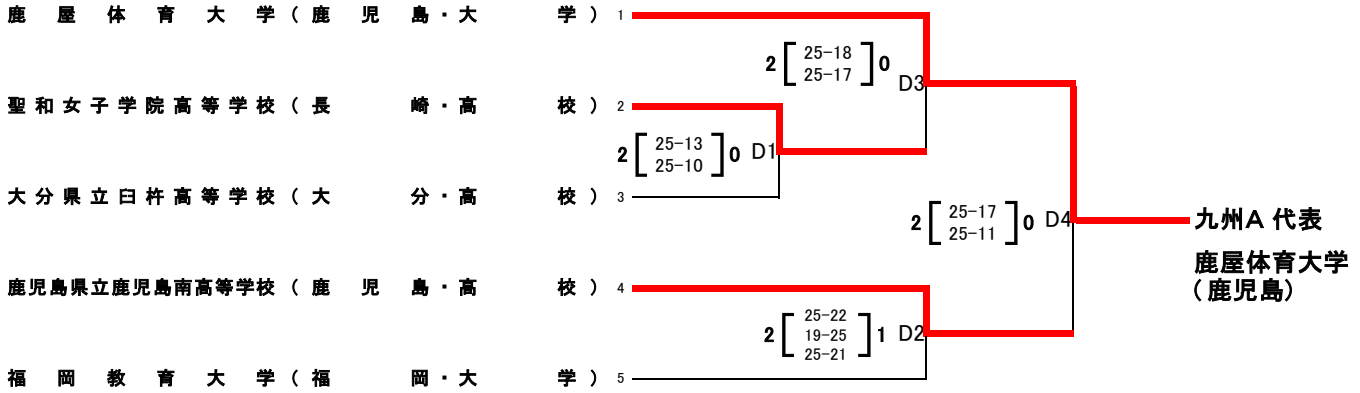 鹿屋体育大学(鹿児島・大学) 1
2 25-18 0
25-17
D3
聖和女子学院高等学校(長崎・高校) 2
2 25-13 0 D1
25-10
大分県立臼杵高等学校(大分・高校) 3
2 25-17 0 D4
25-11
九州A 代表
鹿屋体育大学
(鹿児島)
鹿児島県立鹿児島南高等学校(鹿児島・高校) 4
25-22
2 19-25 1 D2
25-21
福岡教育大学(福岡・大学) 5